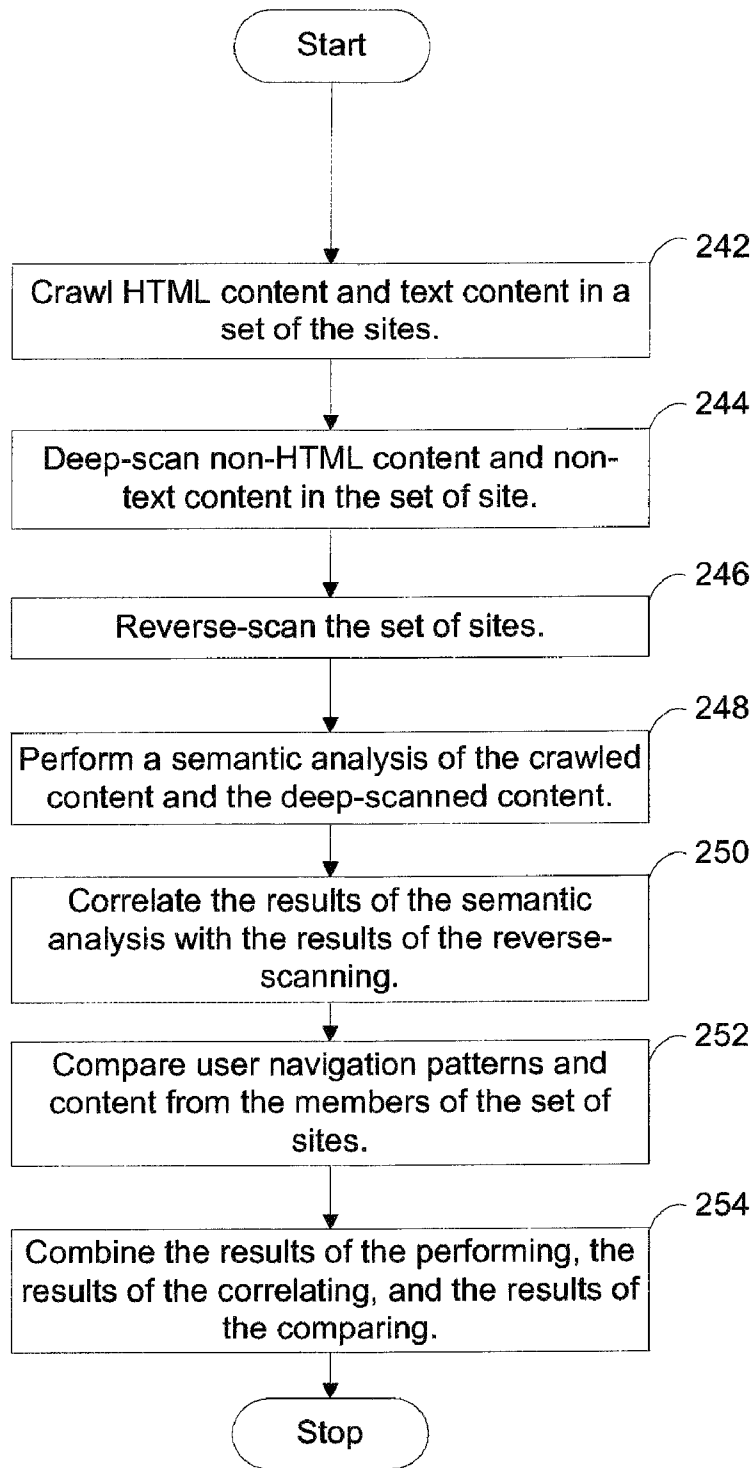 Start
242
Crawl HTML content and text content in a
set of the sites.
244
Deep-scan non-HTML content and non-
text content in the set of site.
246
Reverse-scan the set of sites.
248
Perform a semantic analysis of the crawled
content and the deep-scanned content.
250
Correlate the results of the semantic
analysis with the results of the reverse-
scanning.
252
Compare user navigation patterns and
content from the members of the set of
sites.
254
Combine the results of the performing, the
results of the correlating, and the results of
the comparing.
Stop